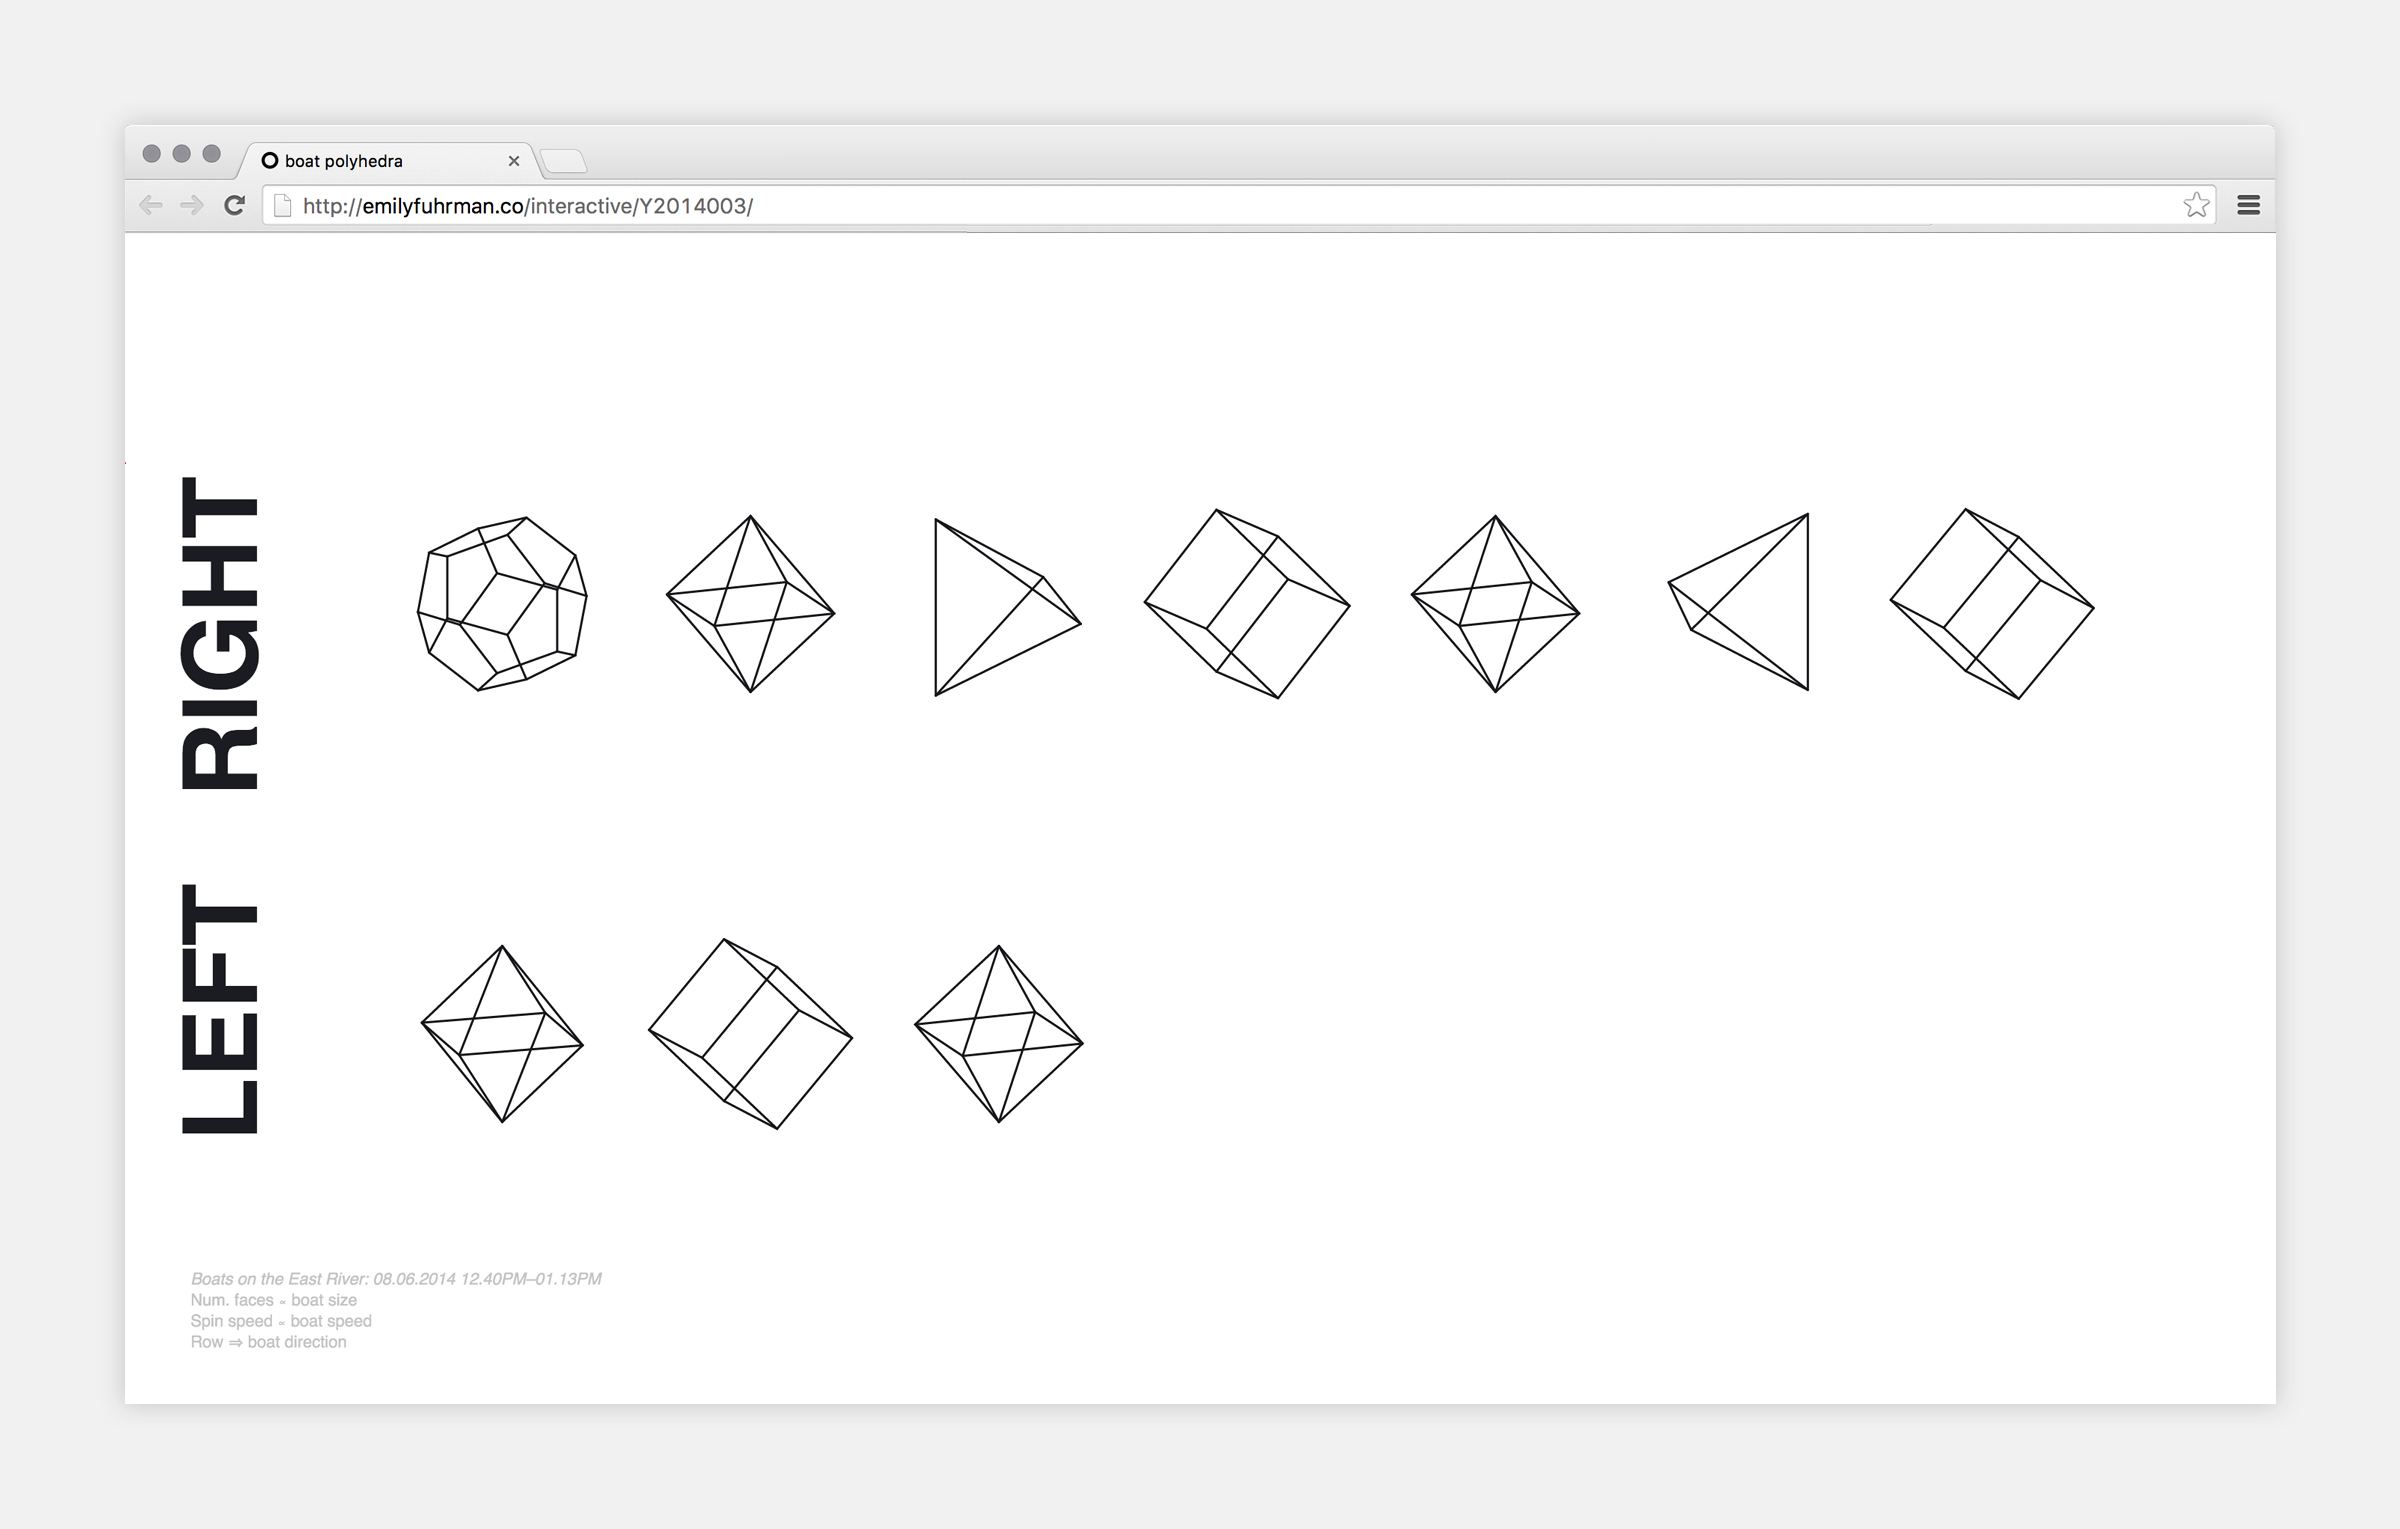 boat polyhedra
http://emilyfuhrman.co/interactive/Y2014003/
RIGHT
LEFT
Boats on the East River: 08.06.2014 12.40PM–01.13PM
Num. faces ∝ boat size
Spin speed ∝ boat speed
Row ⇒ boat direction